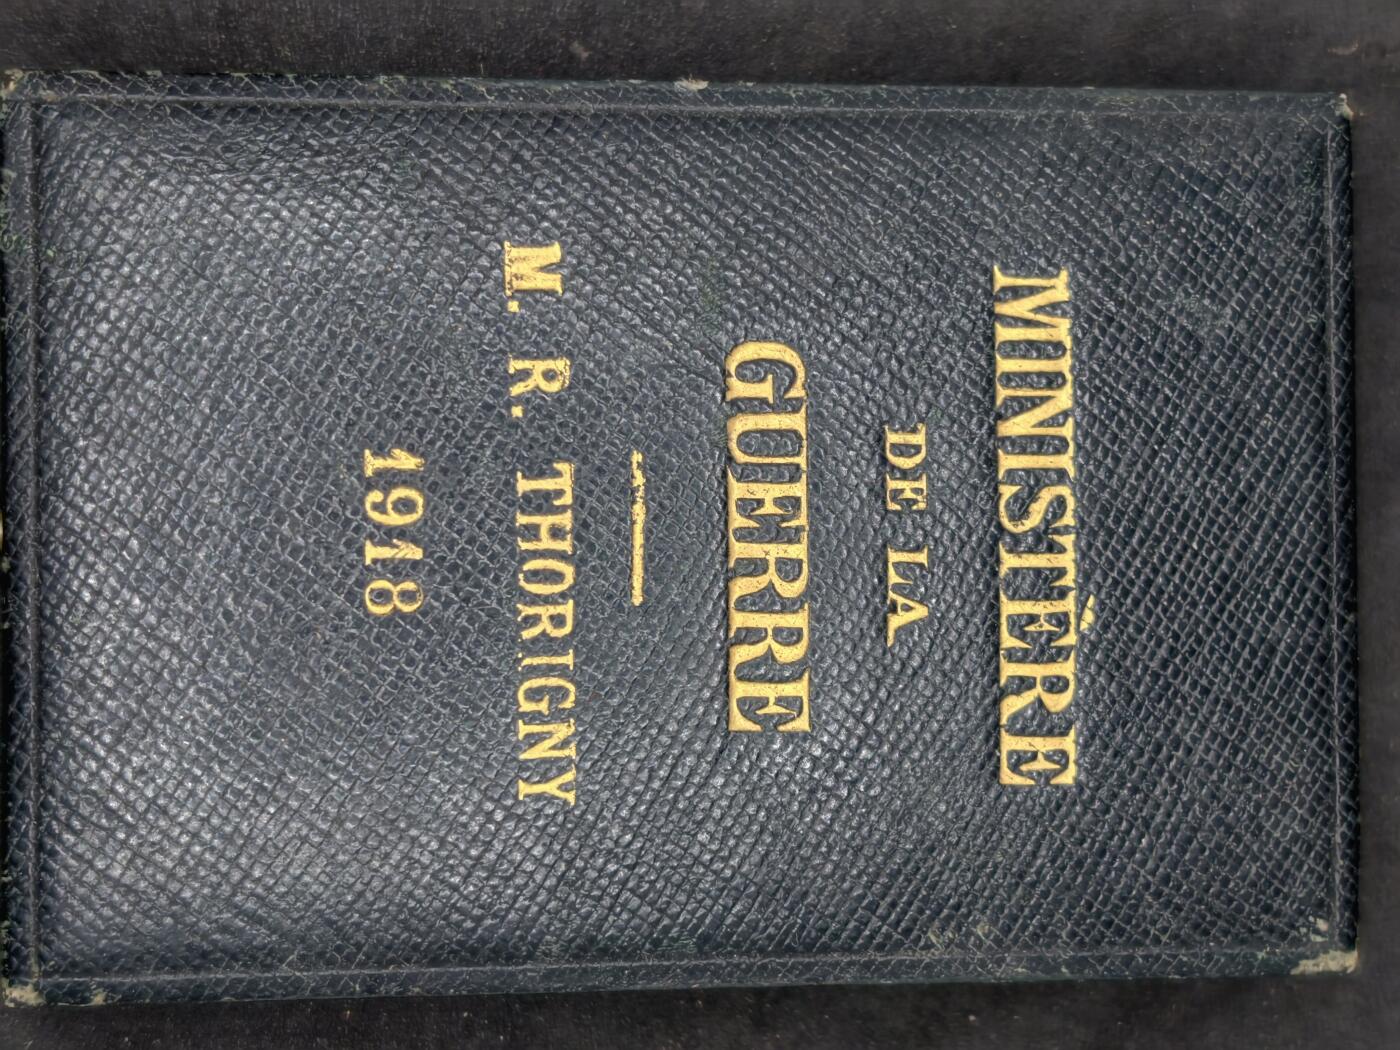 MINISTÈRE
DE LA
GUERRE
M. R. THORIGNY
1918